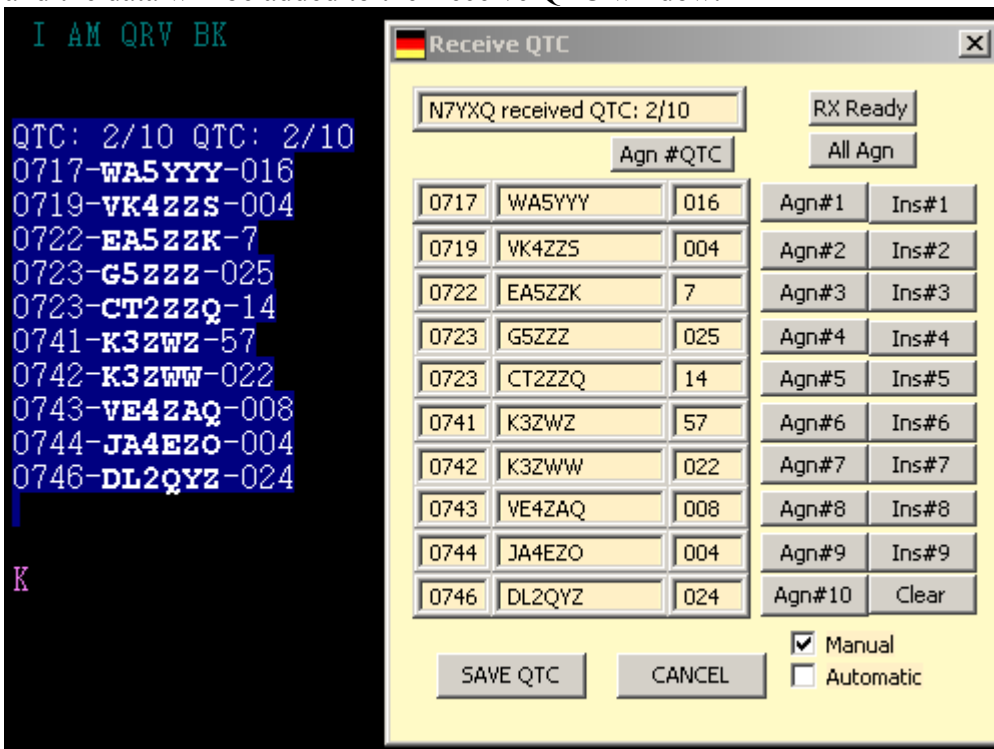 I AM QRV BK
QTC: 2/10 QTC: 2/10
0717-WA5YYY-016
0719-VK4ZZS-004
0722-EA5ZZK-7
0723-G5ZZZ-025
0723-CT2ZZQ-14
0741-K3ZWZ-57
0742-K3ZWW-022
0743-VE4ZAQ-008
0744-JA4EZO-004
0746-DL2QYZ-024
K
Receive QTC
N7YXQ received QTC: 2/10 RX Ready
Agn #QTC All Agn
0717 WA5YYY 016 Agn#1 Ins#1
0719 VK4ZZS 004 Agn#2 Ins#2
0722 EA5ZZK 7 Agn#3 Ins#3
0723 G5ZZZ 025 Agn#4 Ins#4
0723 CT2ZZQ 14 Agn#5 Ins#5
0741 K3ZWZ 57 Agn#6 Ins#6
0742 K3ZWW 022 Agn#7 Ins#7
0743 VE4ZAQ 008 Agn#8 Ins#8
0744 JA4EZO 004 Agn#9 Ins#9
0746 DL2QYZ 024 Agn#10 Clear
Manual
SAVE QTC CANCEL Automatic